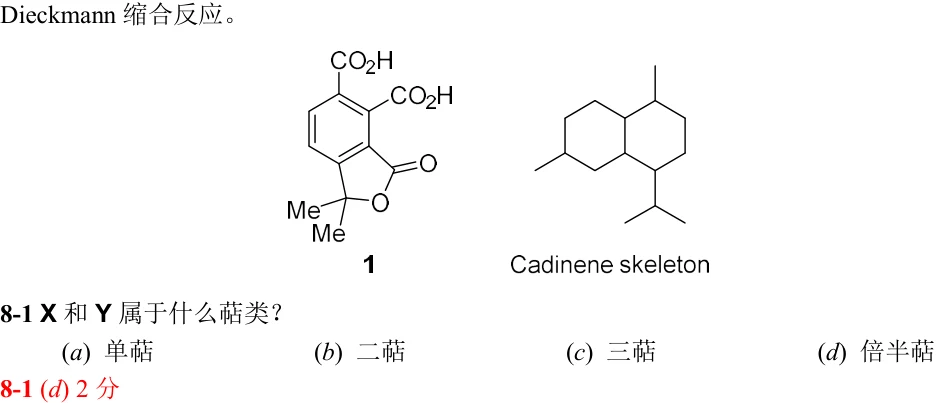 Dieckmann 缩合反应。
CO2H
CO2H
O
O
Me
Me
1
Cadinene skeleton
8-1 X 和 Y 属于什么萜类？
(a) 单萜 (b) 二萜 (c) 三萜 (d) 倍半萜
8-1 (d) 2 分